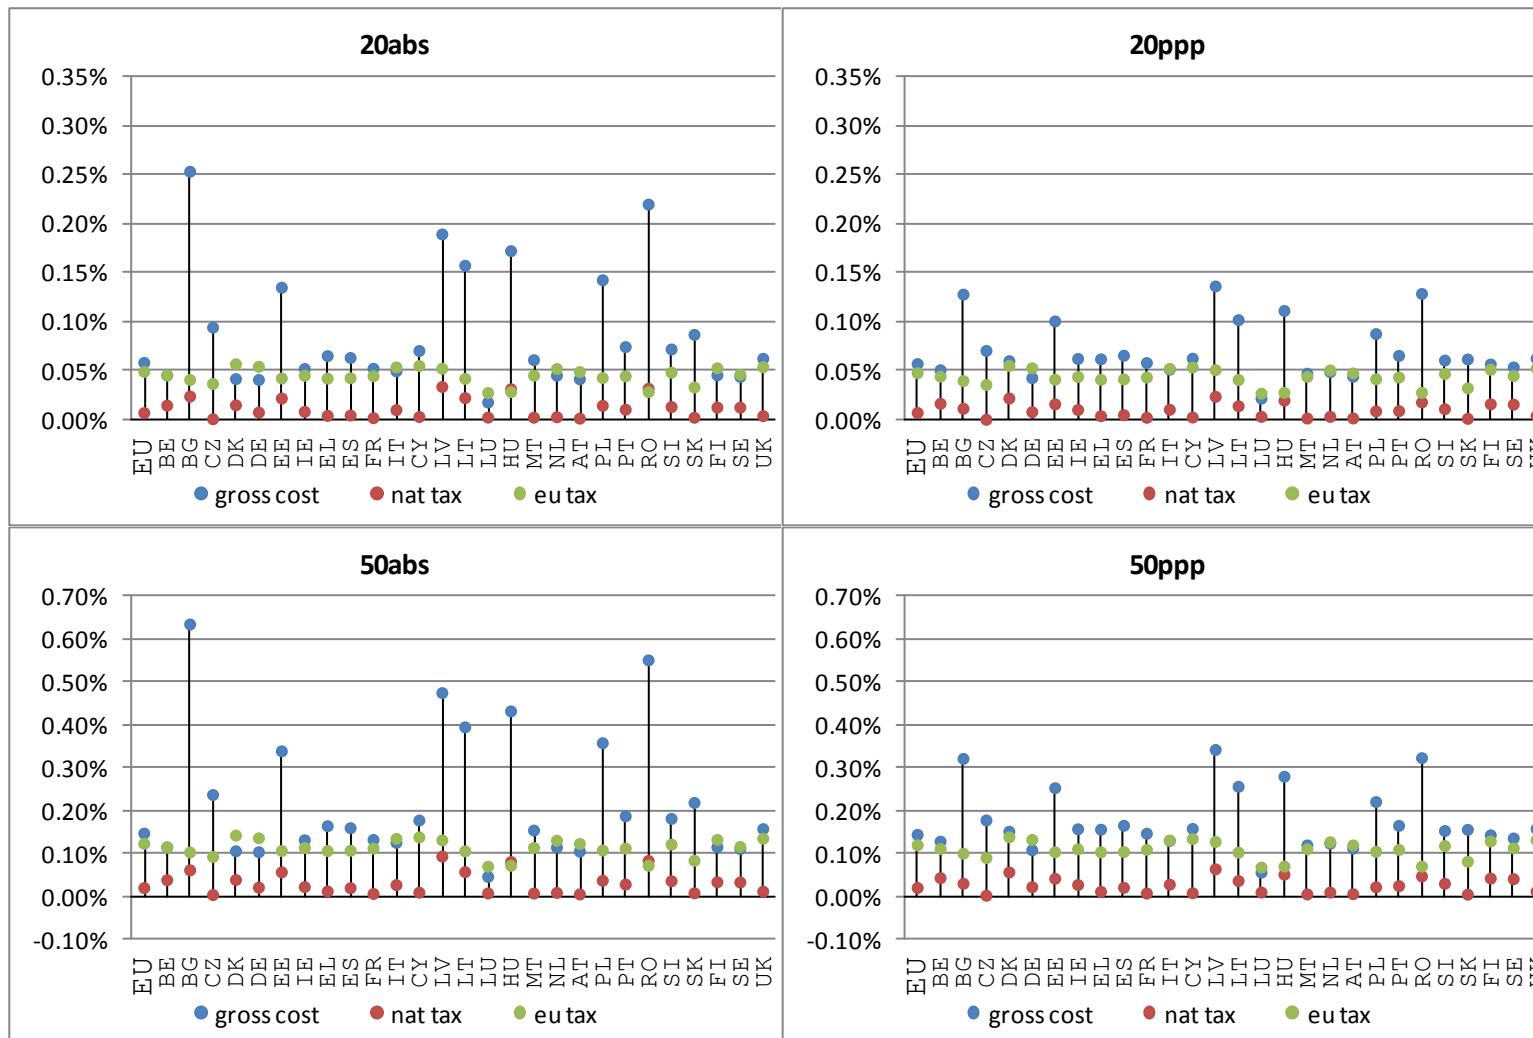 20abs
0.35%
0.30%
0.25%
0.20%
0.15%
0.10%
0.05%
0.00%
EU BE BG CZ DK DE EE IE EL ES FR IT CY LV LT LU HU MT NL AT PL PT RO SI SK FI SE UK
gross cost nat tax eu tax
20ppp
0.35%
0.30%
0.25%
0.20%
0.15%
0.10%
0.05%
0.00%
EU BE BG CZ DK DE EE IE EL ES FR IT CY LV LT LU HU MT NL AT PL PT RO SI SK FI SE
gross cost nat tax eu tax
50abs
0.70%
0.60%
0.50%
0.40%
0.30%
0.20%
0.10%
0.00%
-0.10%
EU BE BG CZ DK DE EE IE EL ES FR IT CY LV LT LU HU MT NL AT PL PT RO SI SK FI SE UK
gross cost nat tax eu tax
50ppp
0.70%
0.60%
0.50%
0.40%
0.30%
0.20%
0.10%
0.00%
-0.10%
EU BE BG CZ DK DE EE IE EL ES FR IT CY LV LT LU HU MT NL AT PL PT RO SI SK FI SE
gross cost nat tax eu tax